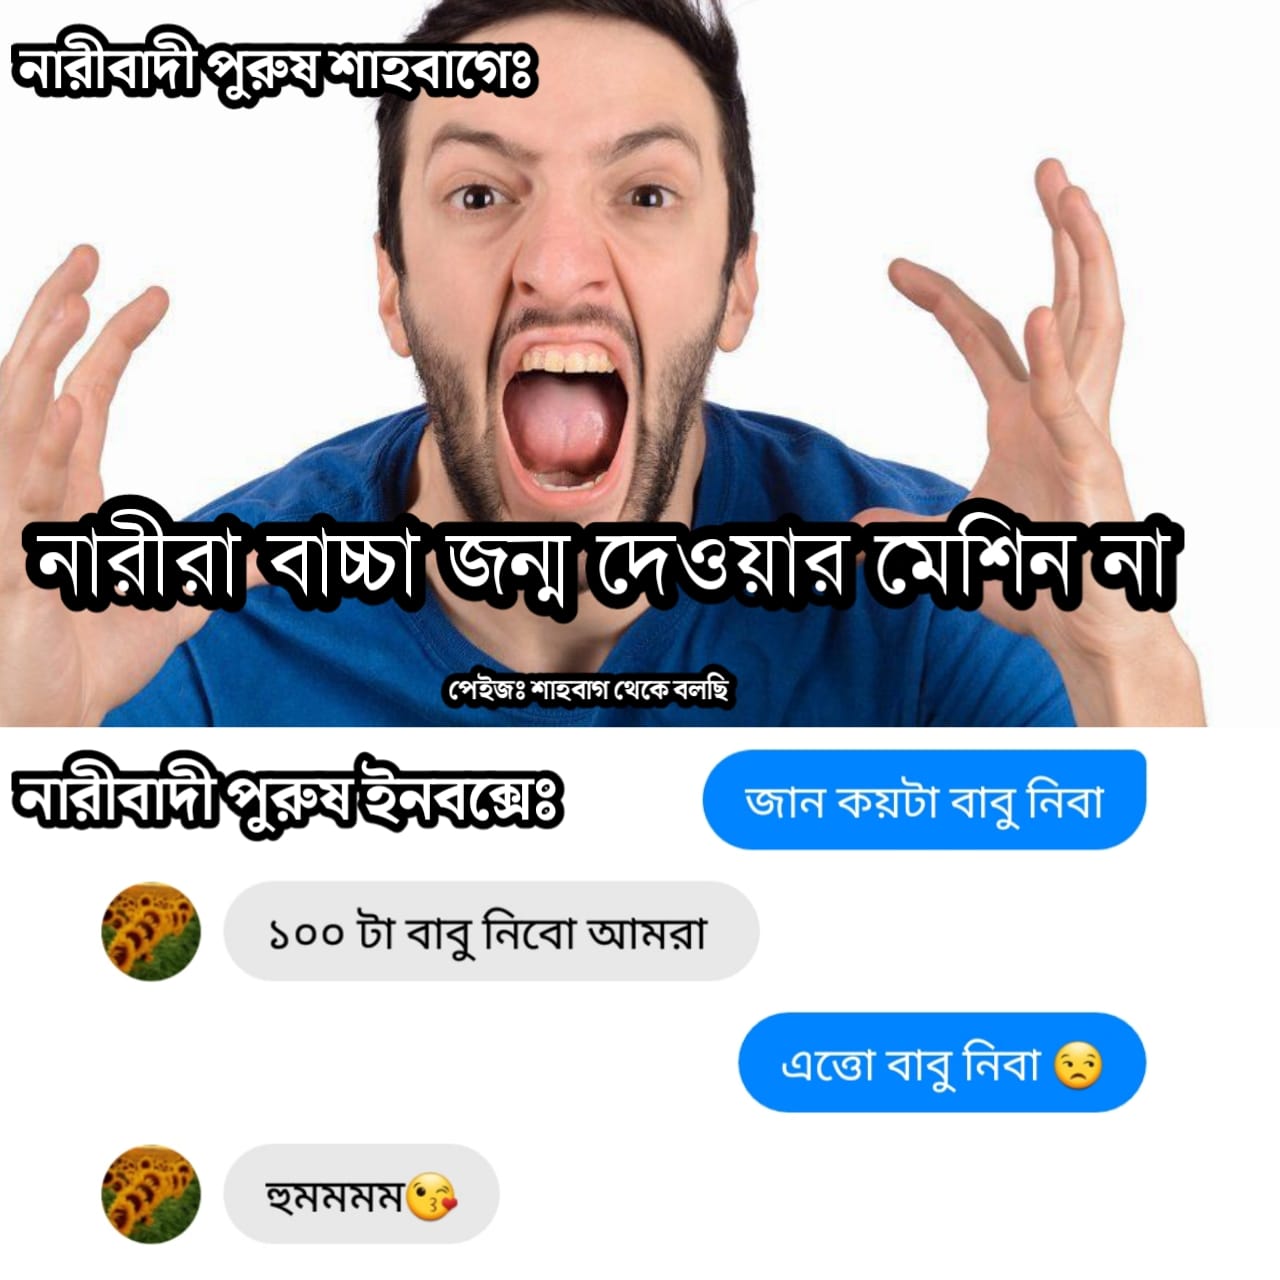 নারীবাদী পুরুষ শাহবাগেঃ
নারীরা বাচ্চা জন্ম দেওয়ার মেশিন না
পেইজঃ শাহবাগ থেকে বলছি
নারীবাদী পুরুষ ইনবক্সেঃ
জান কয়টা বাবু নিবা
১০০ টা বাবু নিবো আমরা
এত্তো বাবু নিবা 😒
হুমমমম😘